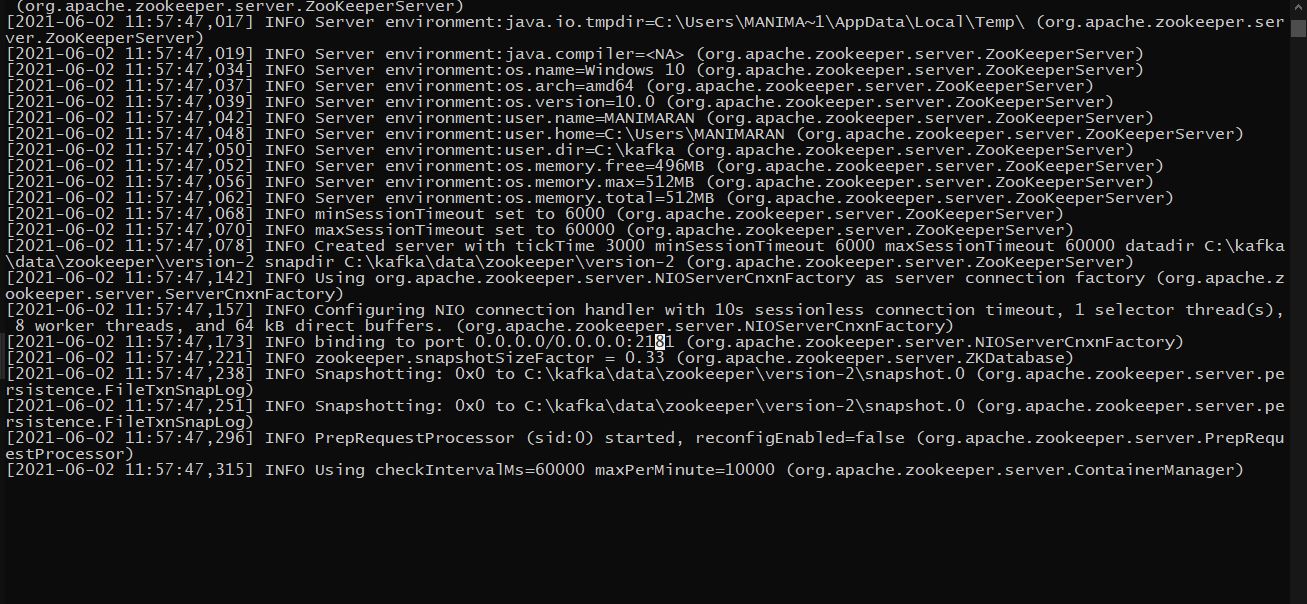 (org.apache.zookeeper.server.ZooKeeperServer)
[2021-06-02 11:57:47,017] INFO Server environment:java.io.tmpdir=C:\Users\MANIMA~1\AppData\Local\Temp\ (org.apache.zookeeper.ser
ver.ZooKeeperServer)
[2021-06-02 11:57:47,019] INFO Server environment:java.compiler=<NA> (org.apache.zookeeper.server.ZooKeeperServer)
[2021-06-02 11:57:47,034] INFO Server environment:os.name=Windows 10 (org.apache.zookeeper.server.ZooKeeperServer)
[2021-06-02 11:57:47,037] INFO Server environment:os.arch=amd64 (org.apache.zookeeper.server.ZooKeeperServer)
[2021-06-02 11:57:47,039] INFO Server environment:os.version=10.0 (org.apache.zookeeper.server.ZooKeeperServer)
[2021-06-02 11:57:47,042] INFO Server environment:user.name=MANIMARAN (org.apache.zookeeper.server.ZooKeeperServer)
[2021-06-02 11:57:47,048] INFO Server environment:user.home=C:\Users\MANIMARAN (org.apache.zookeeper.server.ZooKeeperServer)
[2021-06-02 11:57:47,050] INFO Server environment:user.dir=C:\kafka (org.apache.zookeeper.server.ZooKeeperServer)
[2021-06-02 11:57:47,052] INFO Server environment:os.memory.free=496MB (org.apache.zookeeper.server.ZooKeeperServer)
[2021-06-02 11:57:47,056] INFO Server environment:os.memory.max=512MB (org.apache.zookeeper.server.ZooKeeperServer)
[2021-06-02 11:57:47,062] INFO Server environment:os.memory.total=512MB (org.apache.zookeeper.server.ZooKeeperServer)
[2021-06-02 11:57:47,068] INFO minSessionTimeout set to 6000 (org.apache.zookeeper.server.ZooKeeperServer)
[2021-06-02 11:57:47,070] INFO maxSessionTimeout set to 60000 (org.apache.zookeeper.server.ZooKeeperServer)
[2021-06-02 11:57:47,078] INFO Created server with tickTime 3000 minSessionTimeout 6000 maxSessionTimeout 60000 datadir C:\kafka
\data\zookeeper\version-2 snapdir C:\kafka\data\zookeeper\version-2 (org.apache.zookeeper.server.ZooKeeperServer)
[2021-06-02 11:57:47,142] INFO Using org.apache.zookeeper.server.NIOServerCnxnFactory as server connection factory (org.apache.z
ookeeper.server.ServerCnxnFactory)
[2021-06-02 11:57:47,157] INFO Configuring NIO connection handler with 10s sessionless connection timeout, 1 selector thread(s),
 8 worker threads, and 64 kB direct buffers. (org.apache.zookeeper.server.NIOServerCnxnFactory)
[2021-06-02 11:57:47,173] INFO binding to port 0.0.0.0/0.0.0.0:2181 (org.apache.zookeeper.server.NIOServerCnxnFactory)
[2021-06-02 11:57:47,221] INFO zookeeper.snapshotSizeFactor = 0.33 (org.apache.zookeeper.server.ZKDatabase)
[2021-06-02 11:57:47,238] INFO Snapshotting: 0x0 to C:\kafka\data\zookeeper\version-2\snapshot.0 (org.apache.zookeeper.server.pe
rsistence.FileTxnSnapLog)
[2021-06-02 11:57:47,251] INFO Snapshotting: 0x0 to C:\kafka\data\zookeeper\version-2\snapshot.0 (org.apache.zookeeper.server.pe
rsistence.FileTxnSnapLog)
[2021-06-02 11:57:47,296] INFO PrepRequestProcessor (sid:0) started, reconfigEnabled=false (org.apache.zookeeper.server.PrepRequ
estProcessor)
[2021-06-02 11:57:47,315] INFO Using checkIntervalMs=60000 maxPerMinute=10000 (org.apache.zookeeper.server.ContainerManager)